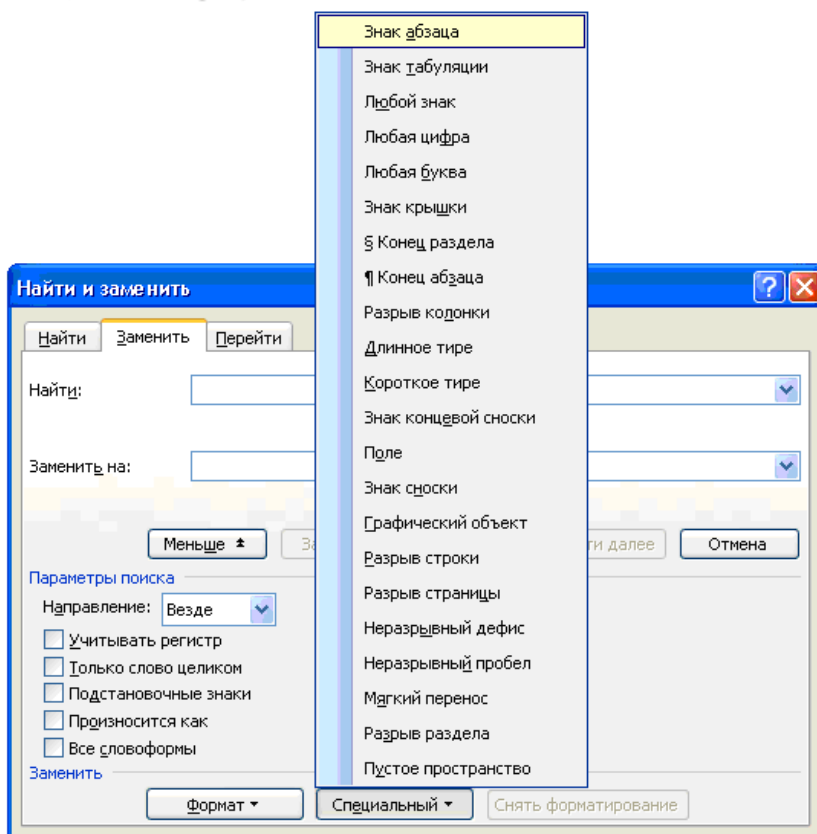 Знак абзаца
Знак табуляции
Любой знак
Любая цифра
Любая буква
Знак крышки
§ Конец раздела
¶ Конец абзаца
Разрыв колонки
Длинное тире
Короткое тире
Знак концевой сноски
Поле
Знак сноски
Графический объект
Разрыв строки
Разрыв страницы
Неразрывный дефис
Неразрывный пробел
Мягкий перенос
Разрыв раздела
Пустое пространство
Найти и заменить
Найти Заменить Перейти
Найти:
Заменить на:
Меньше далее Отмена
Параметры поиска
Направление: Везде
Учитывать регистр
Только слово целиком
Подстановочные знаки
Произносится как
Все словоформы
Заменить
Формат Специальный Снять форматирование